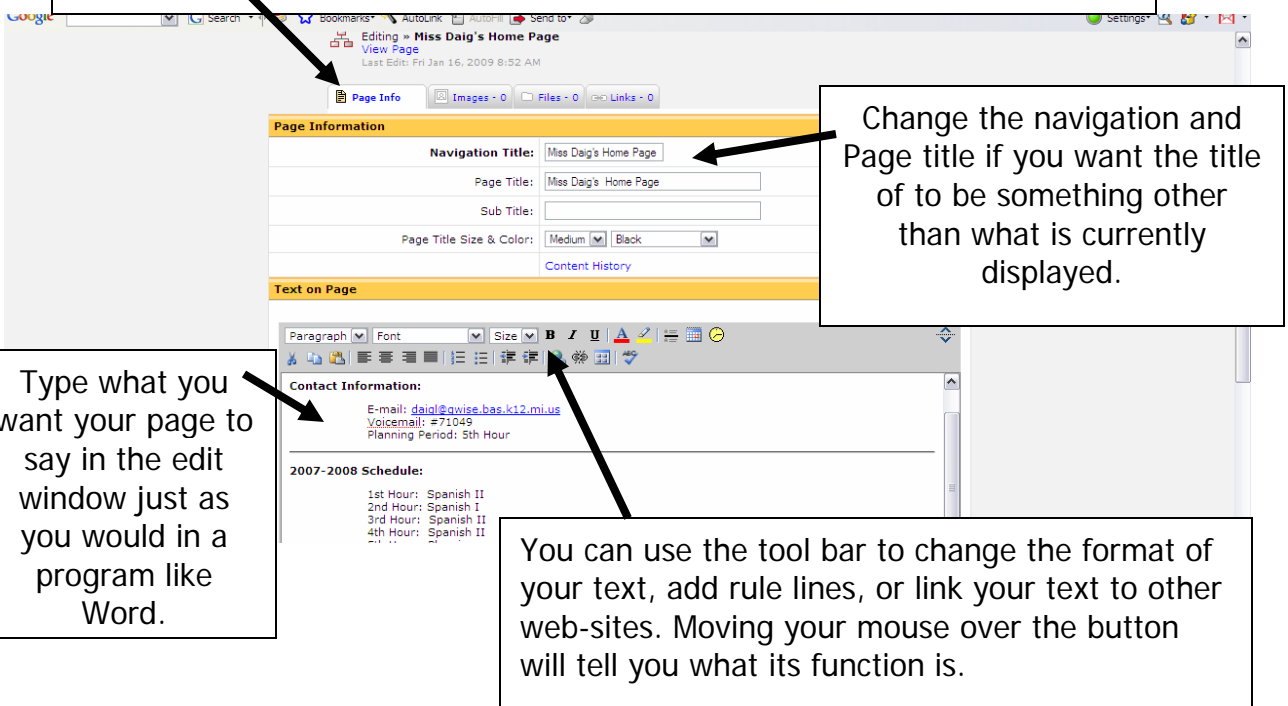 Google Search Bookmarks AutoLink AutoFill Send to Settings
Editing » Miss Daig's Home Page
View Page
Last Edit: Fri Jan 16, 2009 8:52 AM
Page Info Images - 0 Files - 0 Links - 0
Page Information
Navigation Title: Miss Daig's Home Page
Page Title: Miss Daig's Home Page
Sub Title:
Page Title Size & Color: Medium Black
Content History
Change the navigation and
Page title if you want the title
of to be something other
than what is currently
displayed.
Text on Page
Paragraph Font Size B I U A
Contact Information:
E-mail: daigl@gwise.bas.k12.mi.us
Voicemail: #71049
Planning Period: 5th Hour
2007-2008 Schedule:
1st Hour: Spanish II
2nd Hour: Spanish I
3rd Hour: Spanish II
4th Hour: Spanish II
Type what you
want your page to
say in the edit
window just as
you would in a
program like
Word.
You can use the tool bar to change the format of
your text, add rule lines, or link your text to other
web-sites. Moving your mouse over the button
will tell you what its function is.